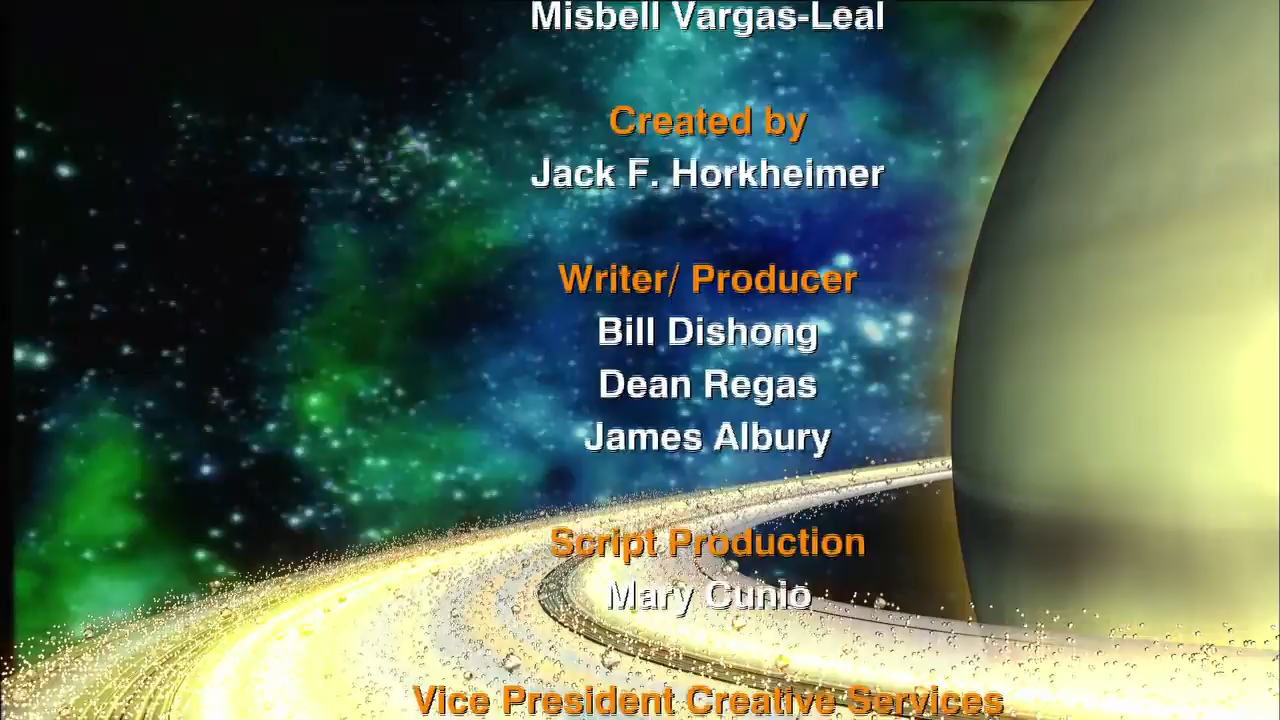 Misbell Vargas-Leal
Created by
Jack F. Horkheimer
Writer/ Producer
Bill Dishong
Dean Regas
James Albury
Script Production
Mary Cunio
Vice President Creative Services